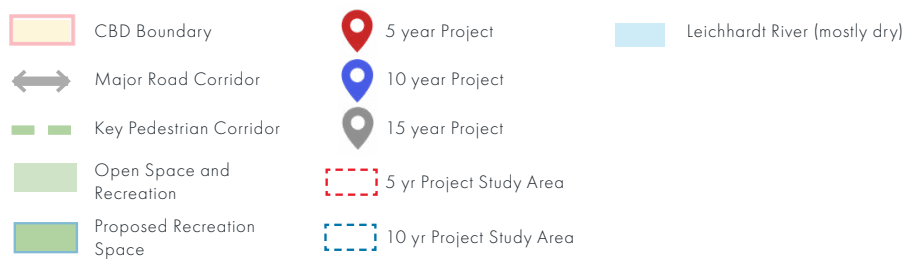 CBD Boundary
Major Road Corridor
Key Pedestrian Corridor
Open Space and
Recreation
Proposed Recreation
Space
5 year Project
10 year Project
15 year Project
5 yr Project Study Area
10 yr Project Study Area
Leichhardt River (mostly dry)